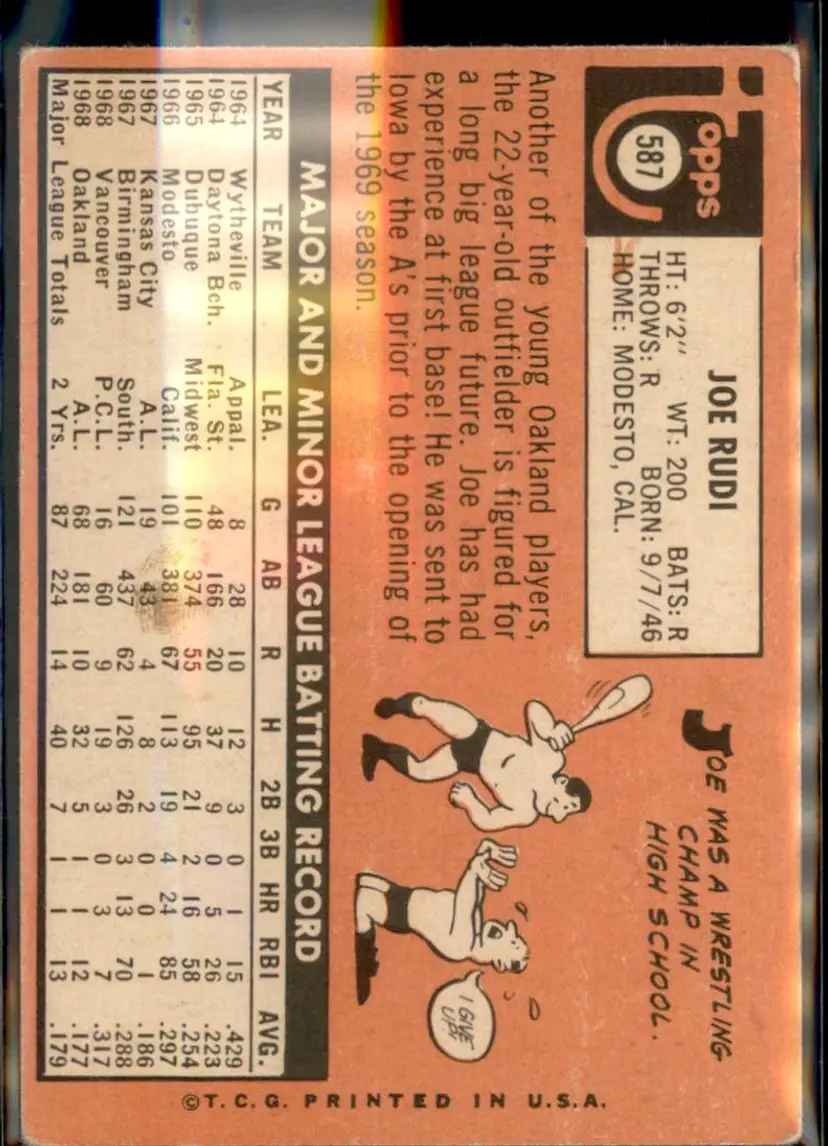 Topps
587
JOE RUDI
HT: 6'2" WT: 200 BATS: R
THROWS: R BORN: 9/7/46
HOME: MODESTO, CAL.
Another of the young Oakland players,
the 22-year-old outfielder is figured for
a long big league future. Joe has had
experience at first base! He was sent to
Iowa by the A's prior to the opening of
the 1969 season.
JOE WAS A WRESTLING
CHAMP IN
HIGH SCHOOL.
I GIVE
UP!
MAJOR AND MINOR LEAGUE BATTING RECORD
YEAR TEAM LEA. G AB R H 2B 3B HR RBI AVG.
1964 Wytheville Appal. 8 28 10 12 3 0 1 15 .429
1964 Daytona Bch. Fla. St. 48 166 20 37 9 0 5 26 .223
1965 Dubuque Midwest 110 374 55 95 21 2 16 58 .254
1966 Modesto Calif. 101 381 67 113 19 4 24 85 .297
1967 Kansas City A.L. 19 43 4 8 2 0 0 1 .186
1967 Birmingham South. 121 437 62 126 26 3 13 70 .288
1968 Vancouver P.C.L. 16 60 9 19 3 0 3 7 .317
1968 Oakland A.L. 68 181 10 32 5 1 1 12 .177
Major League Totals 2 Yrs. 87 224 14 40 7 1 1 13 .179
©T.C.G. PRINTED IN U.S.A.